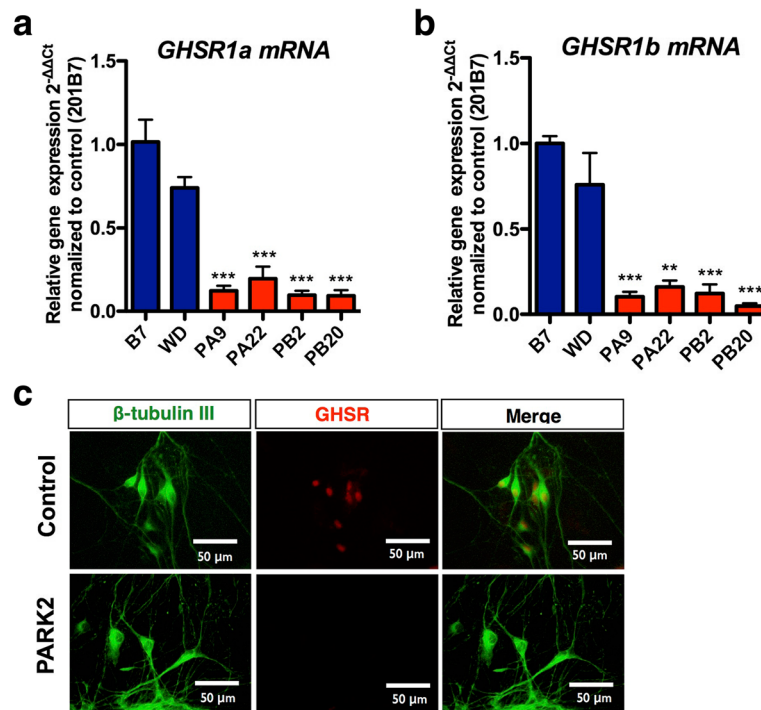 a
GHSR1a mRNA
Relative gene expression 2-ΔΔCt
nomalized to control (201B7)
1.5
1.0
0.5
0.0
***
***
***
***
B7
WD
PA9
PA22
PB2
PB20
b
GHSR1b mRNA
Relative gene expression 2-ΔΔCt
nomalized to control (201B7)
1.5
1.0
0.5
0.0
***
**
***
***
B7
WD
PA9
PA22
PB2
PB20
c
β-tubulin III
GHSR
Merge
Control
50 μm
50 μm
50 μm
PARK2
50 μm
50 μm
50 μm